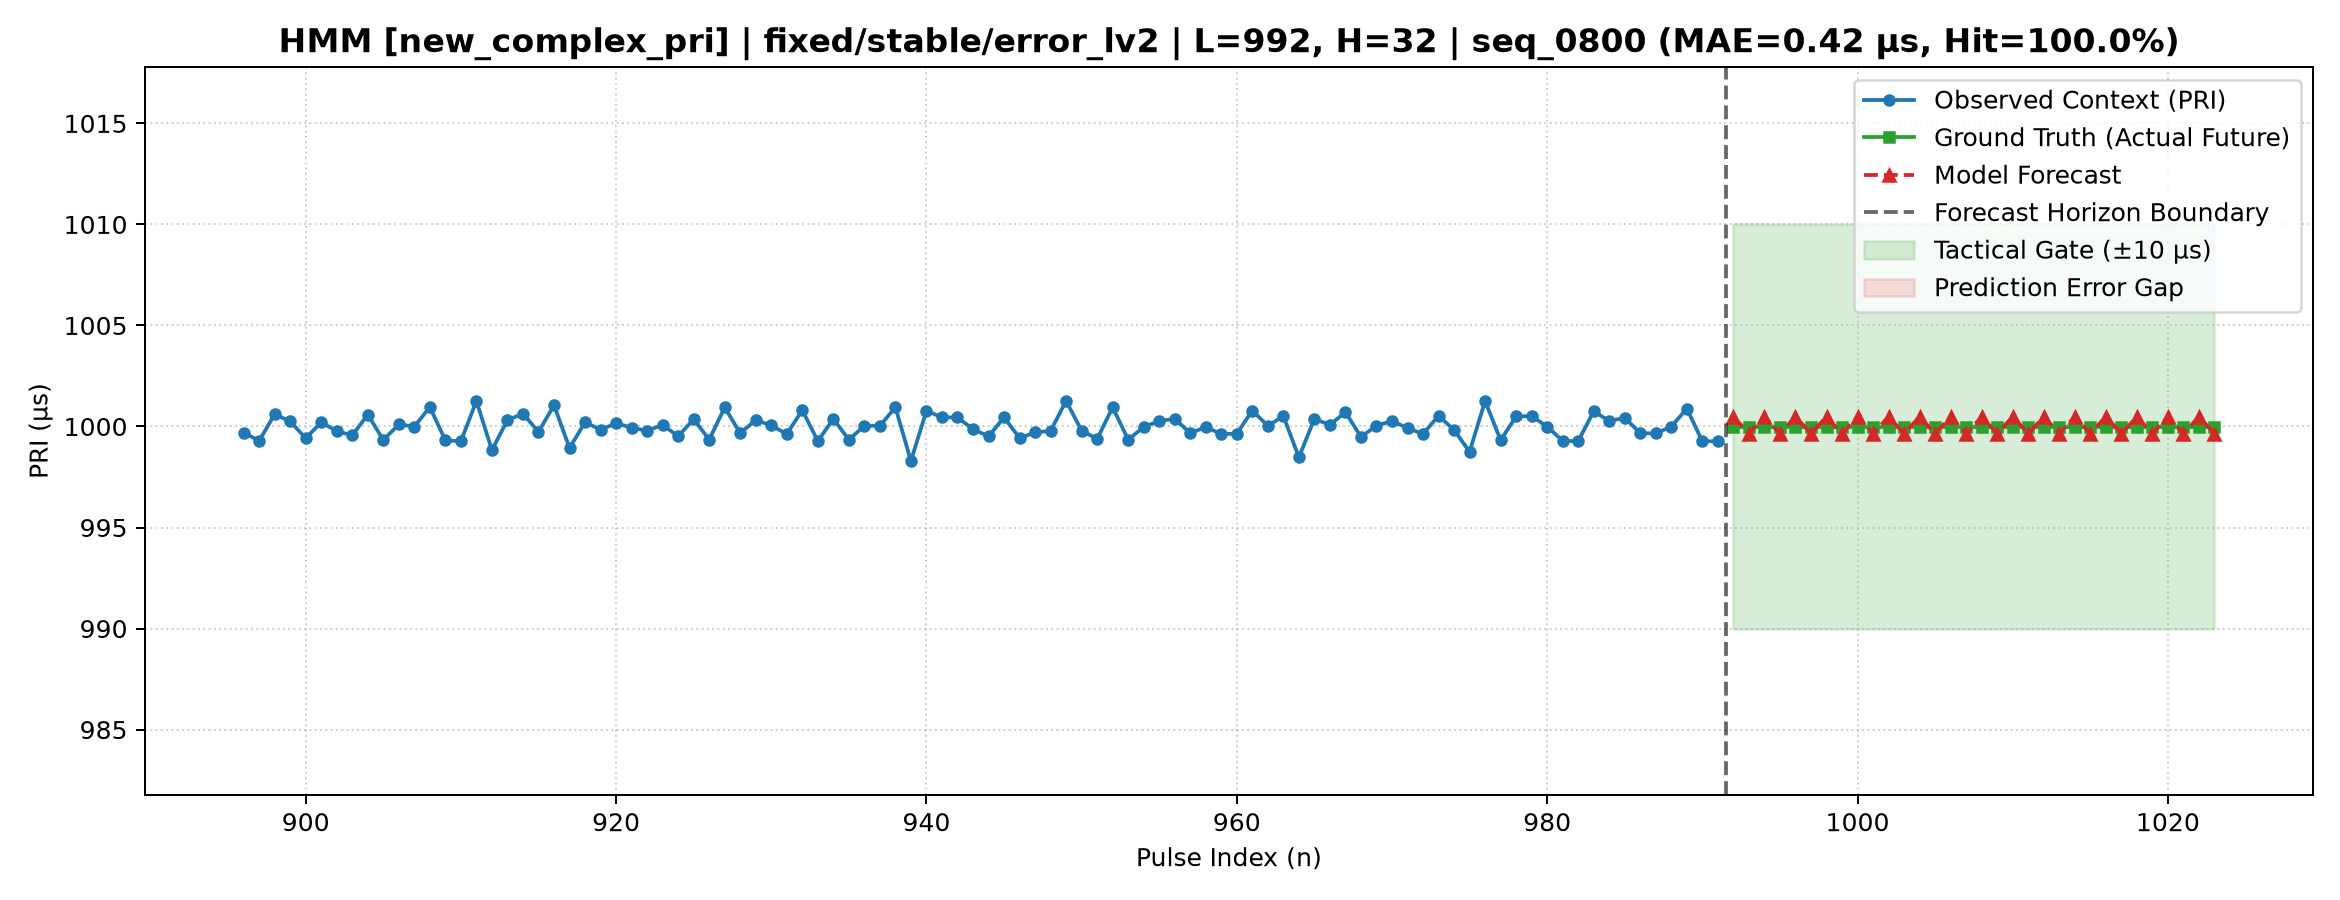 HMM [new_complex_pri] | fixed/stable/error_lv2 | L=992, H=32 | seq_0800 (MAE=0.42 µs, Hit=100.0%)
1015
1010
1005
1000
995
990
985
PRI (µs)
Observed Context (PRI)
Ground Truth (Actual Future)
Model Forecast
Forecast Horizon Boundary
Tactical Gate (±10 µs)
Prediction Error Gap
900
920
940
960
980
1000
1020
Pulse Index (n)